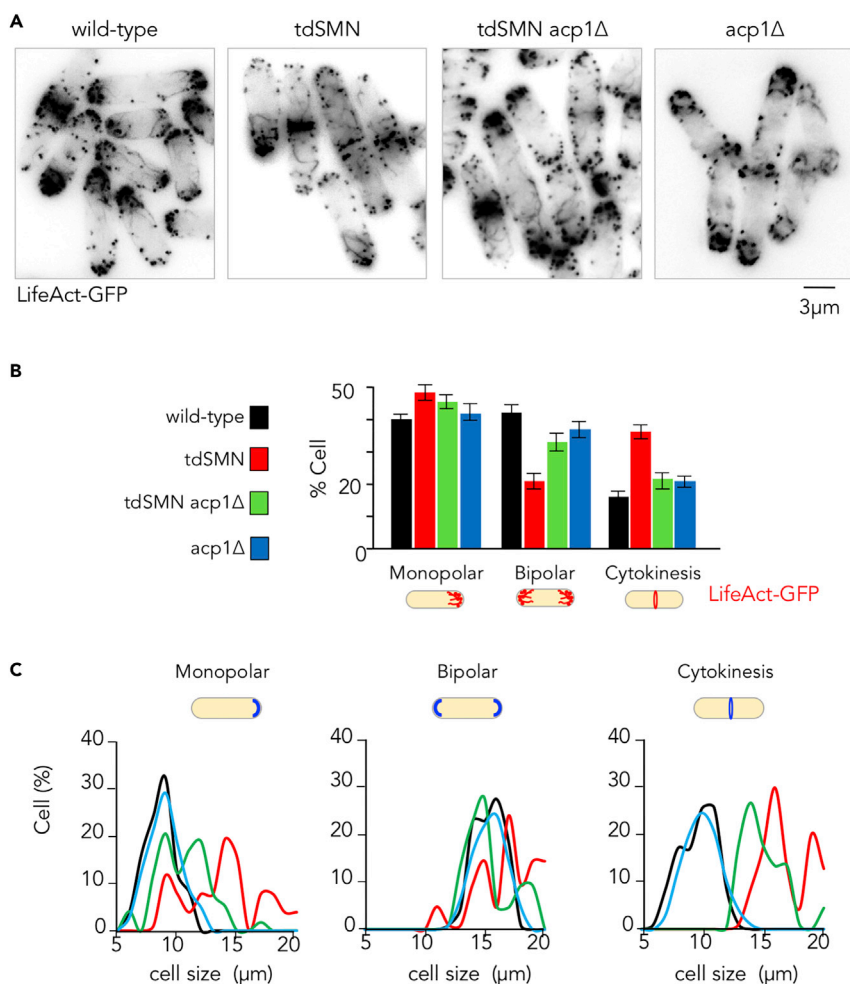 A
wild-type tdSMN tdSMN acp1Δ acp1Δ
LifeAct-GFP
3μm
B
wild-type
tdSMN
tdSMN acp1Δ
acp1Δ
% Cell
50
20
0
Monopolar Bipolar Cytokinesis
LifeAct-GFP
C
Monopolar Bipolar Cytokinesis
Cell (%)
40 40 40
30 30 30
20 20 20
10 10 10
0 0 0
5 10 15 20 5 10 15 20 5 10 15 20
cell size (μm) cell size (μm) cell size (μm)